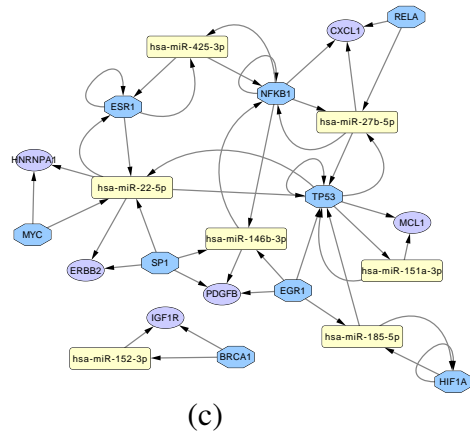 RELA
CXCL1
hsa-miR-425-3p
NFKB1
ESR1
hsa-miR-27b-5p
HNRNPA1
hsa-miR-22-5p
TP53
MCL1
MYC
hsa-miR-146b-3p
SP1
ERBB2
hsa-miR-151a-3p
PDGFB
EGR1
IGF1R
hsa-miR-185-5p
hsa-miR-152-3p
BRCA1
HIF1A
(c)